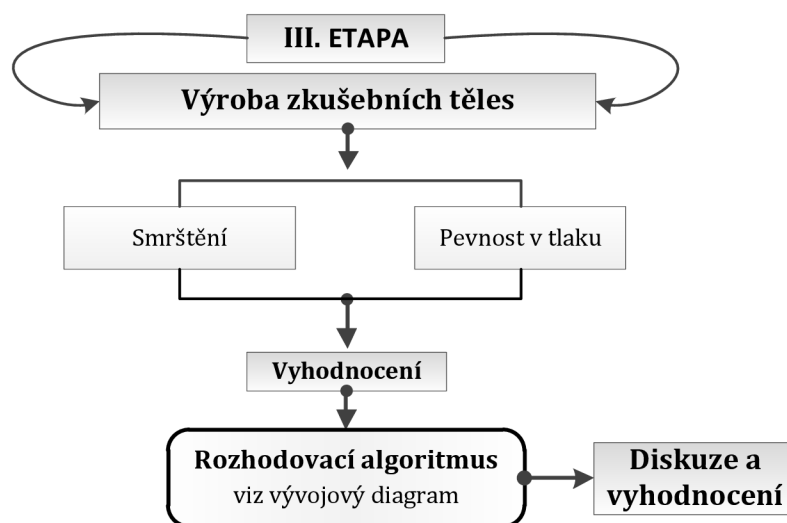 III. ETAPA
Výroba zkušebních těles
Smrštění
Pevnost v tlaku
Vyhodnocení
Rozhodovací algoritmus
viz vývojový diagram
Diskuze a
vyhodnocení